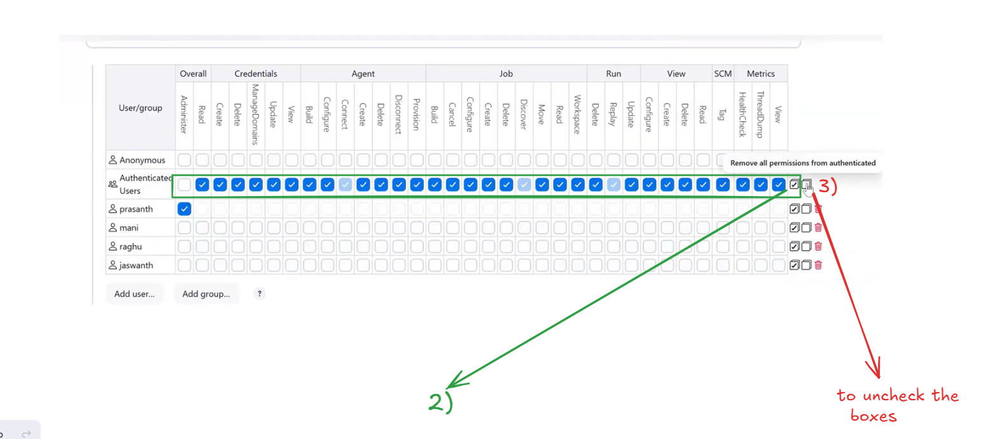 Overall Credentials Agent Job Run View SCM Metrics
User/group
Administer Read Create Delete ManageDomains Update View Build Configure Connect Create Delete Disconnect Provision Build Cancel Configure Create Delete Discover Move Read Workspace Delete Replay Update Configure Create Delete Read Tag HealthCheck ThreadDump View
Anonymous
Remove all permissions from authenticated
Authenticated
Users
3)
prasanth
mani
raghu
jaswanth
Add user... Add group... ?
2)
to uncheck the
boxes